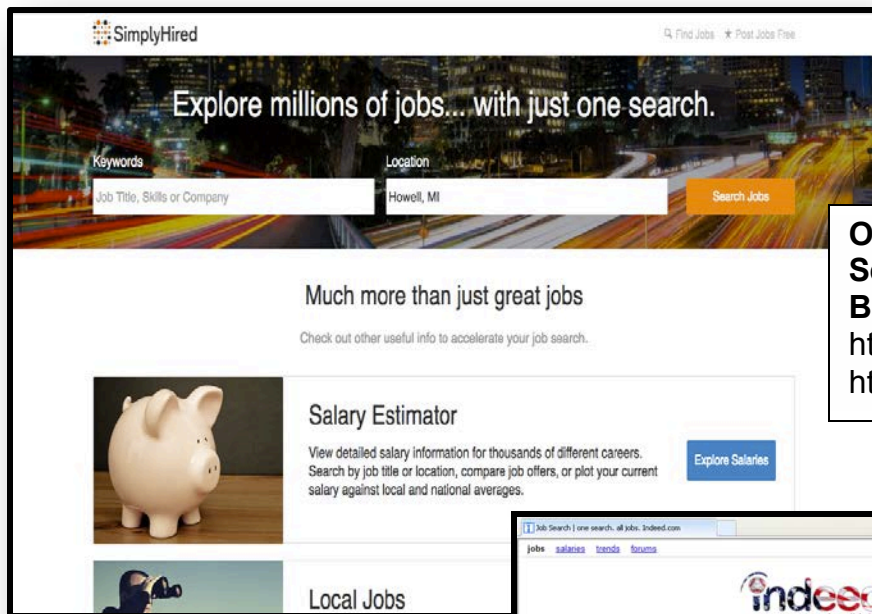 SimplyHired
Find Jobs ★ Post Jobs Free
Explore millions of jobs... with just one search.
Keywords
Location
Job Title, Skills or Company
Howell, MI
Search Jobs
Much more than just great jobs
Check out other useful info to accelerate your job search.
Salary Estimator
View detailed salary information for thousands of different careers.
Search by job title or location, compare job offers, or plot your current
salary against local and national averages.
Explore Salaries
Local Jobs
Job Search | one search. all jobs. Indeed.com
jobs salaries trends forums